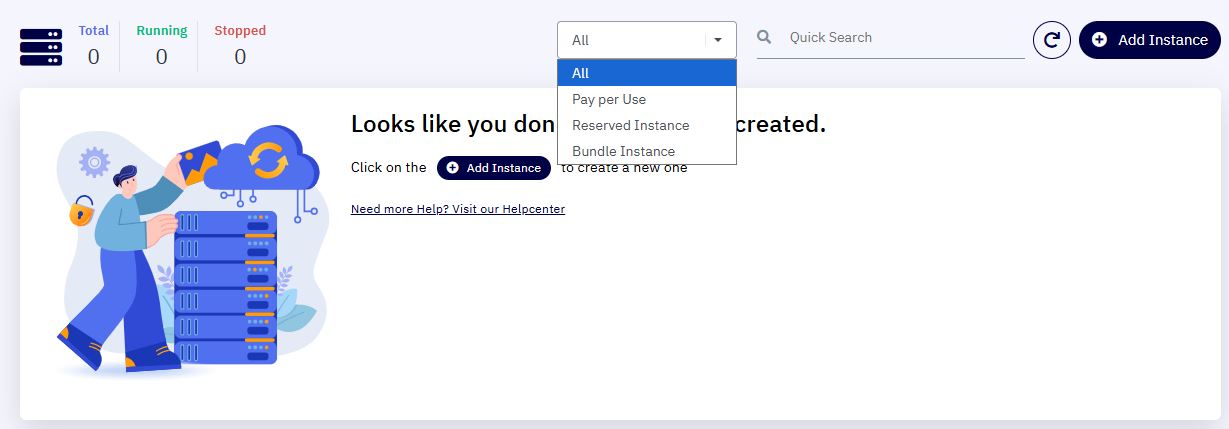 Total Running Stopped
0 0 0
All
Quick Search
Add Instance
All
Pay per Use
Reserved Instance
Bundle Instance
Looks like you don created.
Click on the Add Instance to create a new one
Need more Help? Visit our Helpcenter